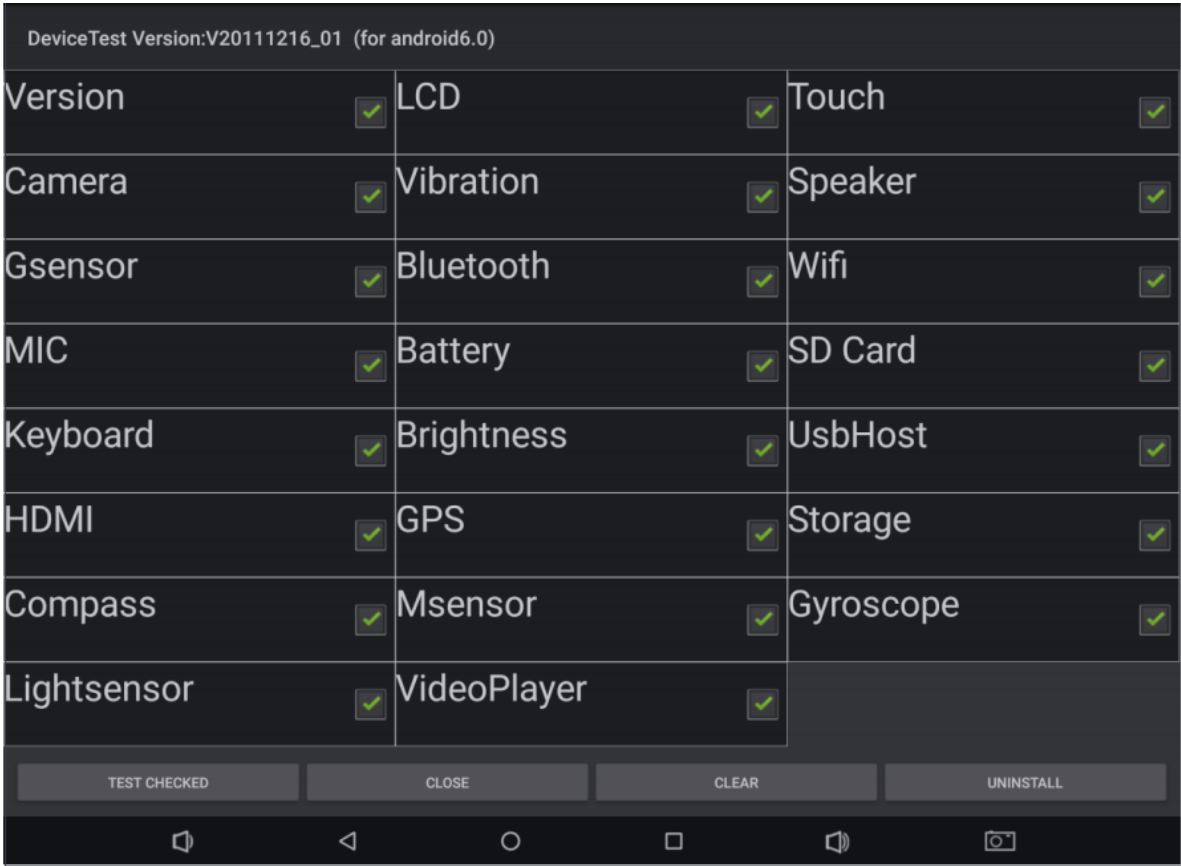 DeviceTest Version:V20111216_01 (for android6.0)
Version LCD Touch
Camera Vibration Speaker
Gsensor Bluetooth Wifi
MIC Battery SD Card
Keyboard Brightness UsbHost
HDMI GPS Storage
Compass Msensor Gyroscope
Lightsensor VideoPlayer
TEST CHECKED CLOSE CLEAR UNINSTALL